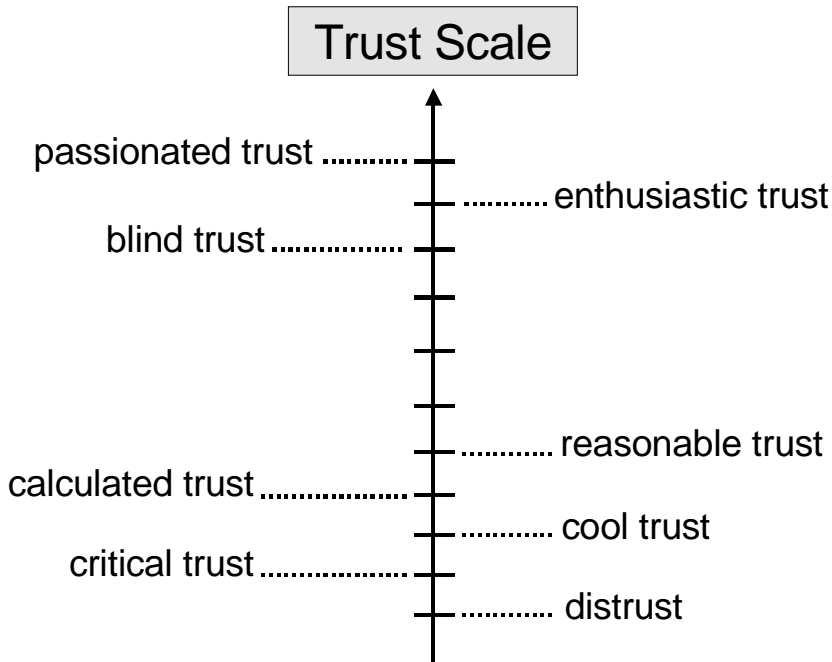 Trust Scale
passionated trust
enthusiastic trust
blind trust
reasonable trust
calculated trust
cool trust
critical trust
distrust